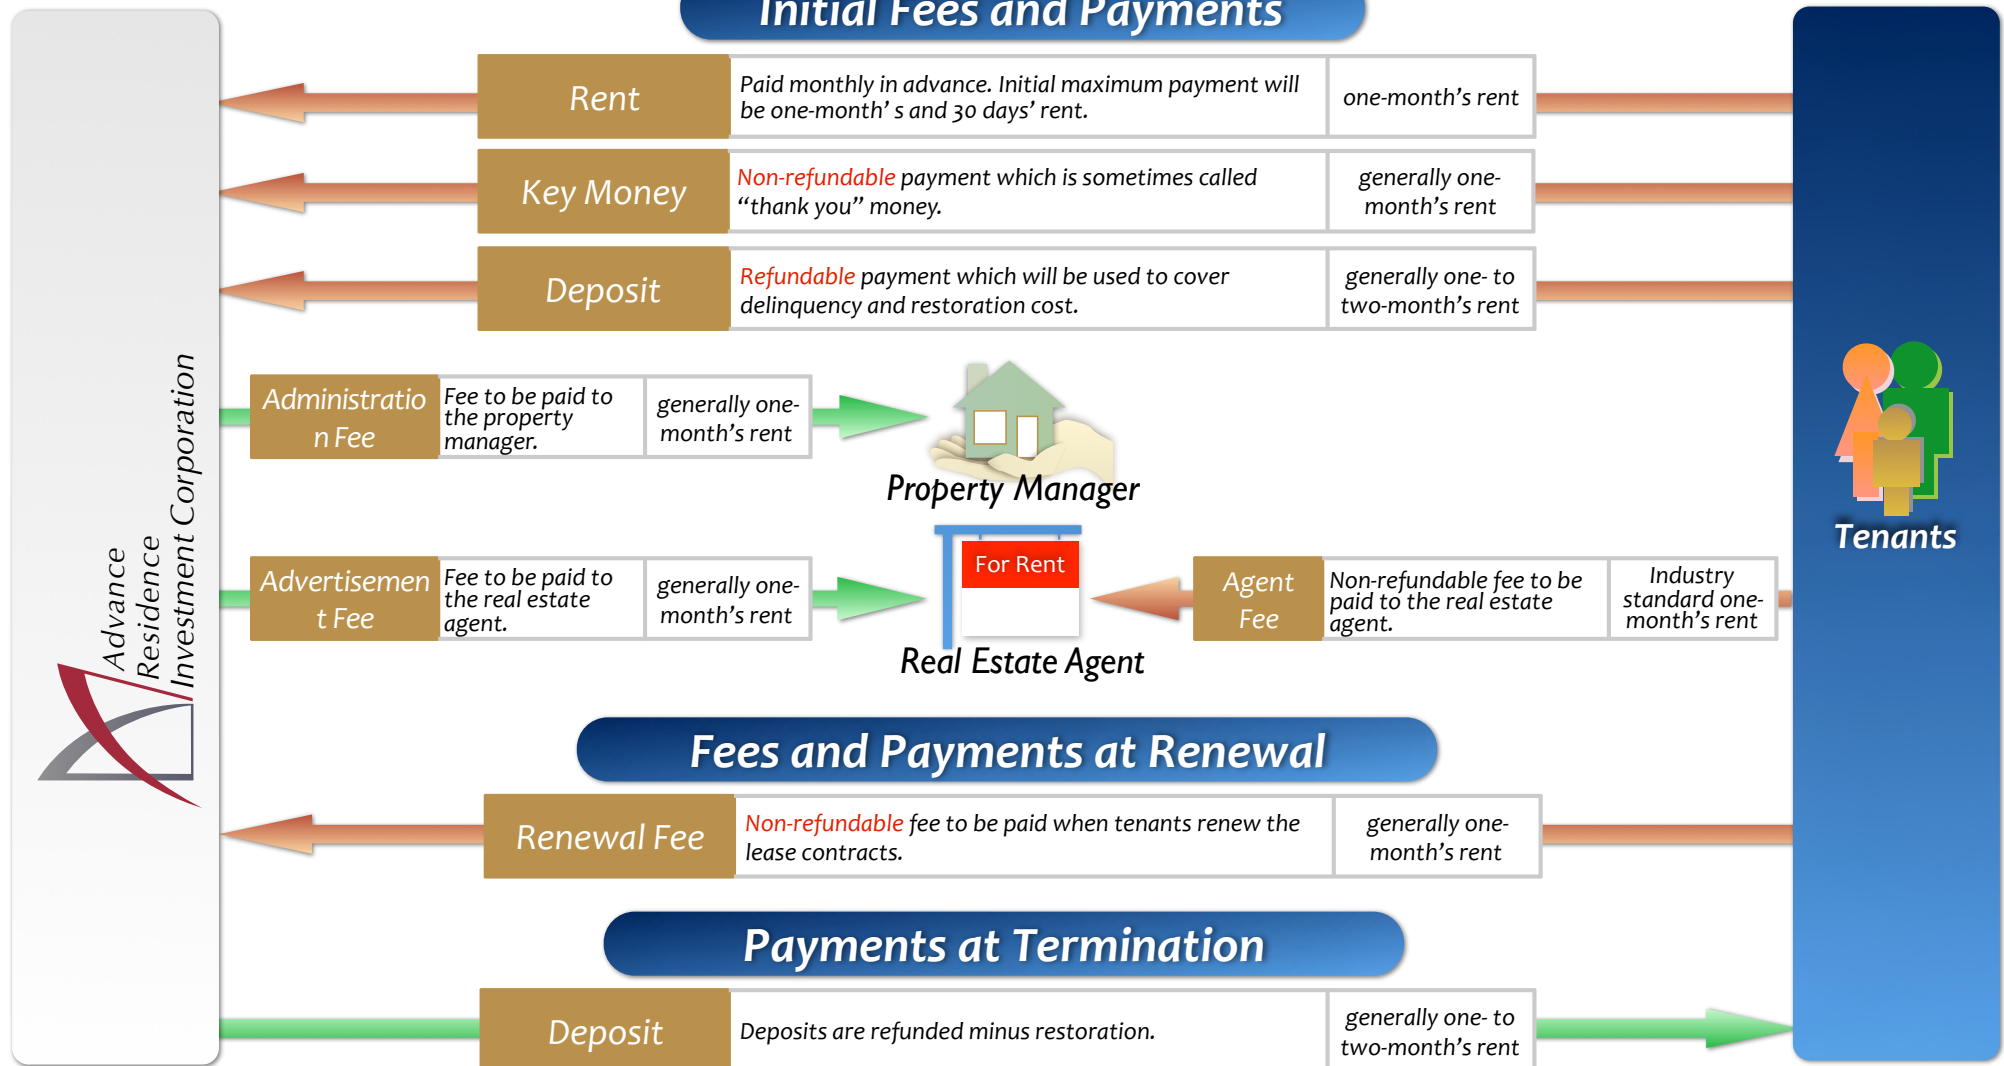 Initial Fees and Payments
Rent
Paid monthly in advance. Initial maximum payment will
be one-month' s and 30 days' rent.
one-month's rent
Key Money
Non-refundable payment which is sometimes called
“thank you” money.
generally one-
month's rent
Deposit
Refundable payment which will be used to cover
delinquency and restoration cost.
generally one- to
two-month's rent
Advance
Residence
Investment Corporation
Administratio
n Fee
Fee to be paid to
the property
manager.
generally one-
month's rent
Property Manager
Tenants
Advertisemen
t Fee
Fee to be paid to
the real estate
agent.
generally one-
month's rent
For Rent
Real Estate Agent
Agent
Fee
Non-refundable fee to be
paid to the real estate
agent.
Industry
standard one-
month's rent
Fees and Payments at Renewal
Renewal Fee
Non-refundable fee to be paid when tenants renew the
lease contracts.
generally one-
month's rent
Payments at Termination
Deposit
Deposits are refunded minus restoration.
generally one- to
two-month's rent